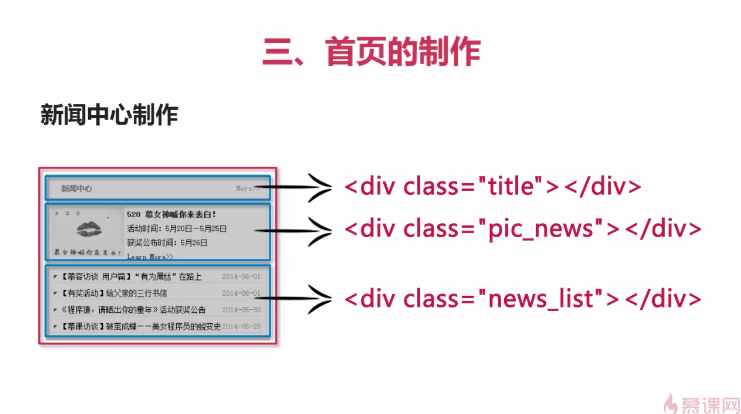 三、首页的制作
新闻中心制作
新闻中心 More>>
<div class="title"></div>
520 慕女神喊你来表白!
活动时间:5月20日——5月25日
获奖公布时间:5月26日
Learn More>>
慕女神喊你来表白!
<div class="pic_news"></div>
【慕客访谈 用户篇】“有为屌丝”在路上 2014-06-01
【有奖活动】给父亲的三行书信 2014-06-01
《程序猿,请晒出你的童年》活动获奖公告 2014-05-30
【慕课访谈】破茧成蝶——美女程序员的蜕变史 2014-05-28
<div class="news_list"></div>
慕课网